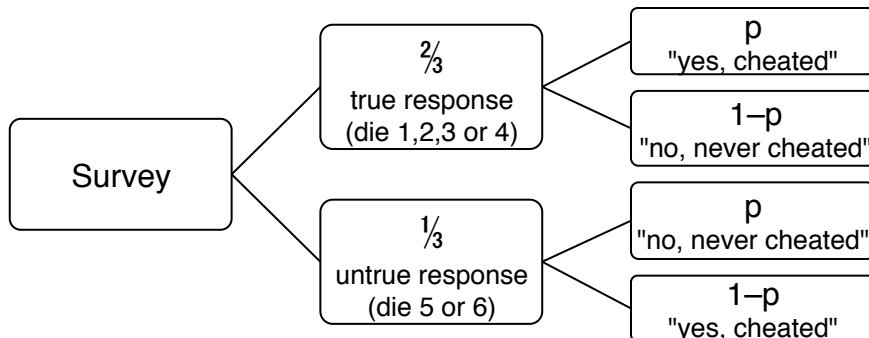 Survey
⅔
true response
(die 1,2,3 or 4)
⅓
untrue response
(die 5 or 6)
p
"yes, cheated"
1–p
"no, never cheated"
p
"no, never cheated"
1–p
"yes, cheated"